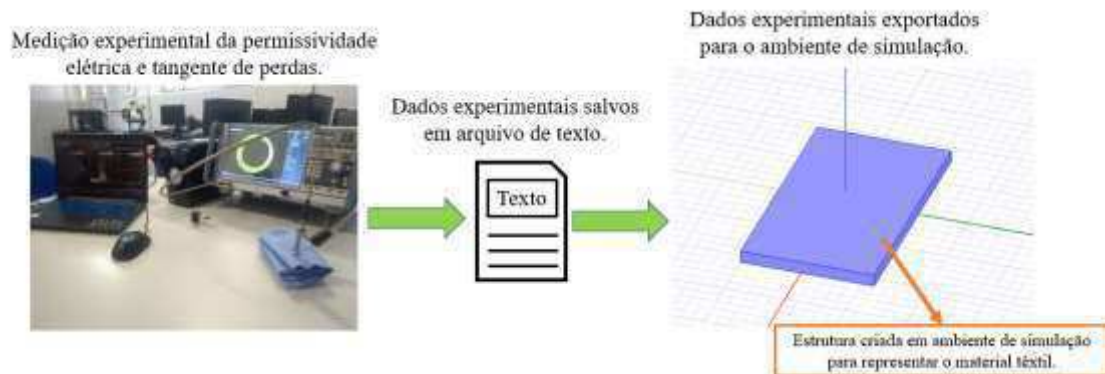 Medição experimental da permissividade
elétrica e tangente de perdas.
Dados experimentais salvos
em arquivo de texto.
Texto
Dados experimentais exportados
para o ambiente de simulação.
Estrutura criada em ambiente de simulação
para representar o material têxtil.